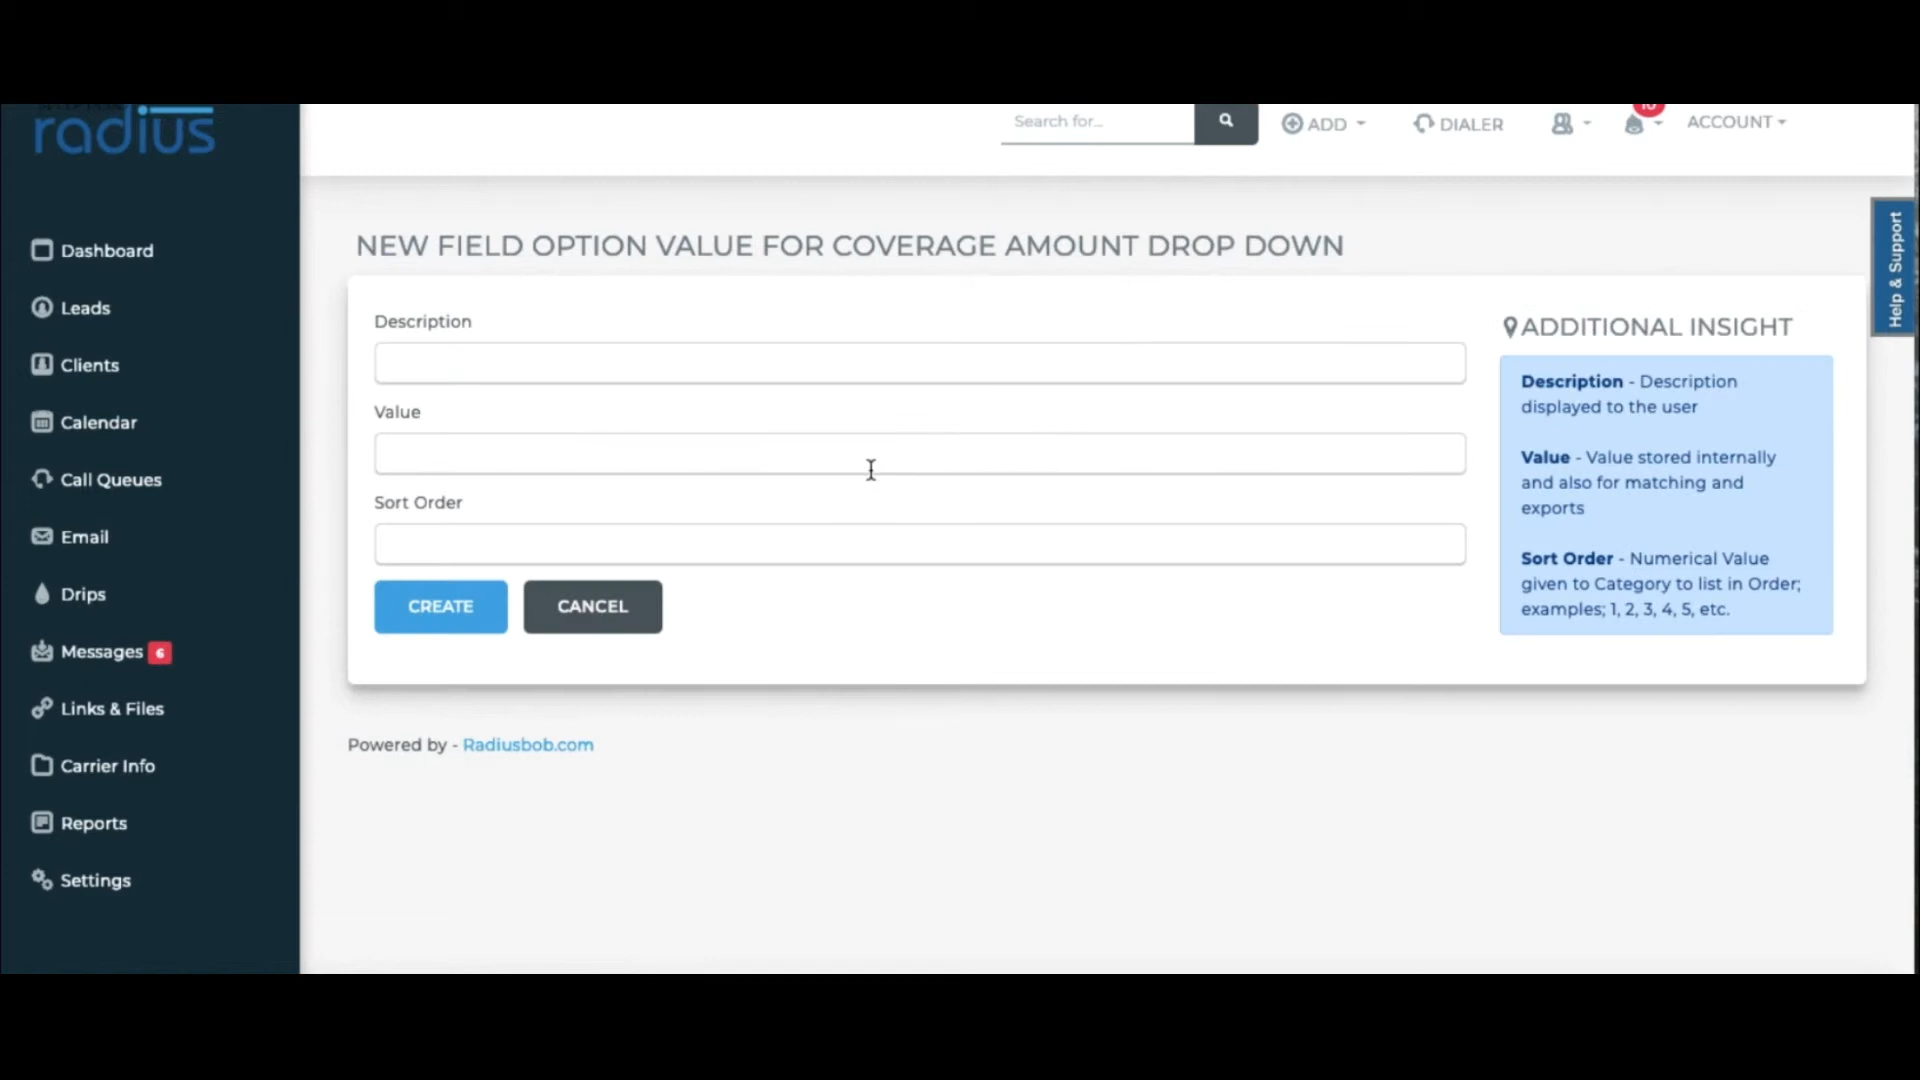 radius
Search for...
ADD
DIALER
ACCOUNT
Help & Support
Dashboard
Leads
Clients
Calendar
Call Queues
Email
Drips
Messages 6
Links & Files
Carrier Info
Reports
Settings
NEW FIELD OPTION VALUE FOR COVERAGE AMOUNT DROP DOWN
Description
Value
Sort Order
CREATE
CANCEL
ADDITIONAL INSIGHT
Description - Description
displayed to the user
Value - Value stored internally
and also for matching and
exports
Sort Order - Numerical Value
given to Category to list in Order;
examples; 1, 2, 3, 4, 5, etc.
Powered by - Radiusbob.com